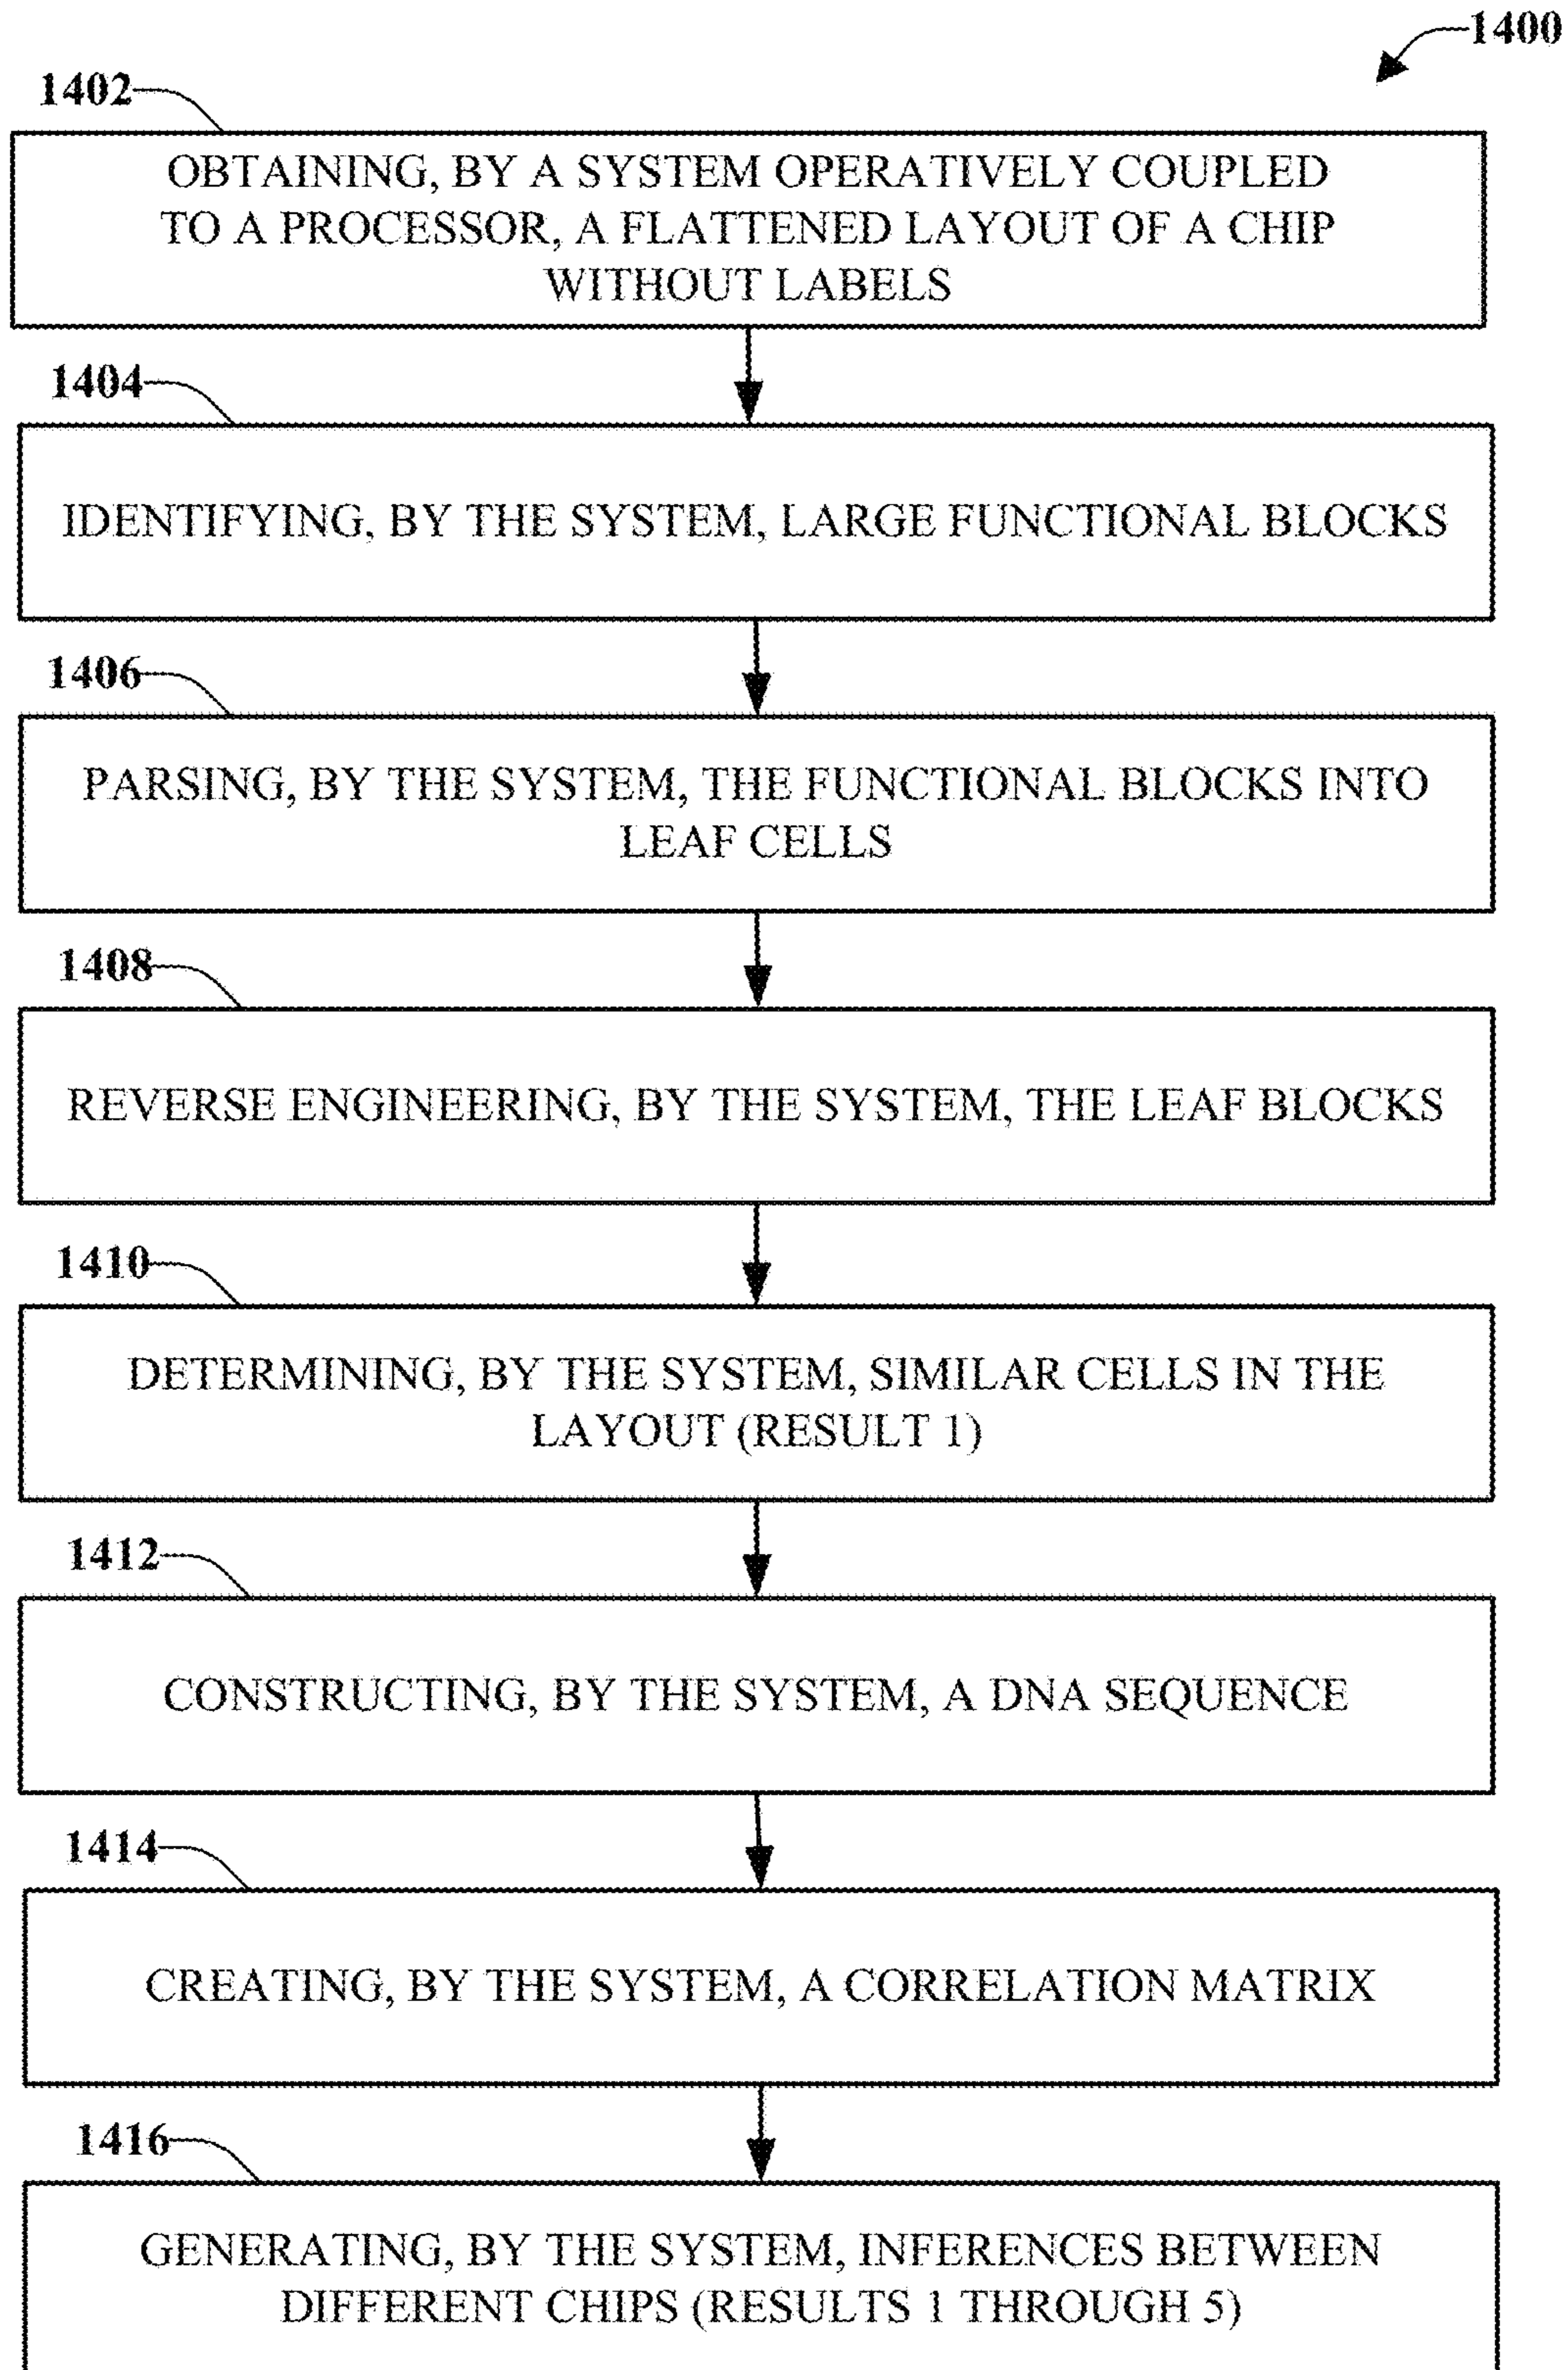 1400
1402
OBTAINING, BY A SYSTEM OPERATIVELY COUPLED
TO A PROCESSOR, A FLATTENED LAYOUT OF A CHIP
WITHOUT LABELS
1404
IDENTIFYING, BY THE SYSTEM, LARGE FUNCTIONAL BLOCKS
1406
PARSING, BY THE SYSTEM, THE FUNCTIONAL BLOCKS INTO
LEAF CELLS
1408
REVERSE ENGINEERING, BY THE SYSTEM, THE LEAF BLOCKS
1410
DETERMINING, BY THE SYSTEM, SIMILAR CELLS IN THE
LAYOUT (RESULT 1)
1412
CONSTRUCTING, BY THE SYSTEM, A DNA SEQUENCE
1414
CREATING, BY THE SYSTEM, A CORRELATION MATRIX
1416
GENERATING, BY THE SYSTEM, INFERENCES BETWEEN
DIFFERENT CHIPS (RESULTS 1 THROUGH 5)